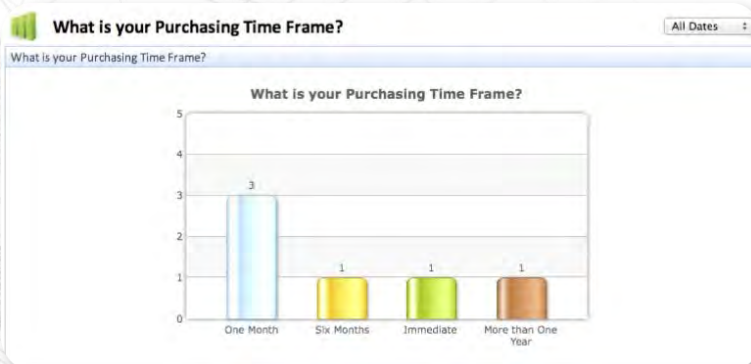 What is your Purchasing Time Frame?
All Dates
What is your Purchasing Time Frame?
What is your Purchasing Time Frame?
5
4
3
2
1
0
3
1
1
1
One Month
Six Months
Immediate
More than One
Year